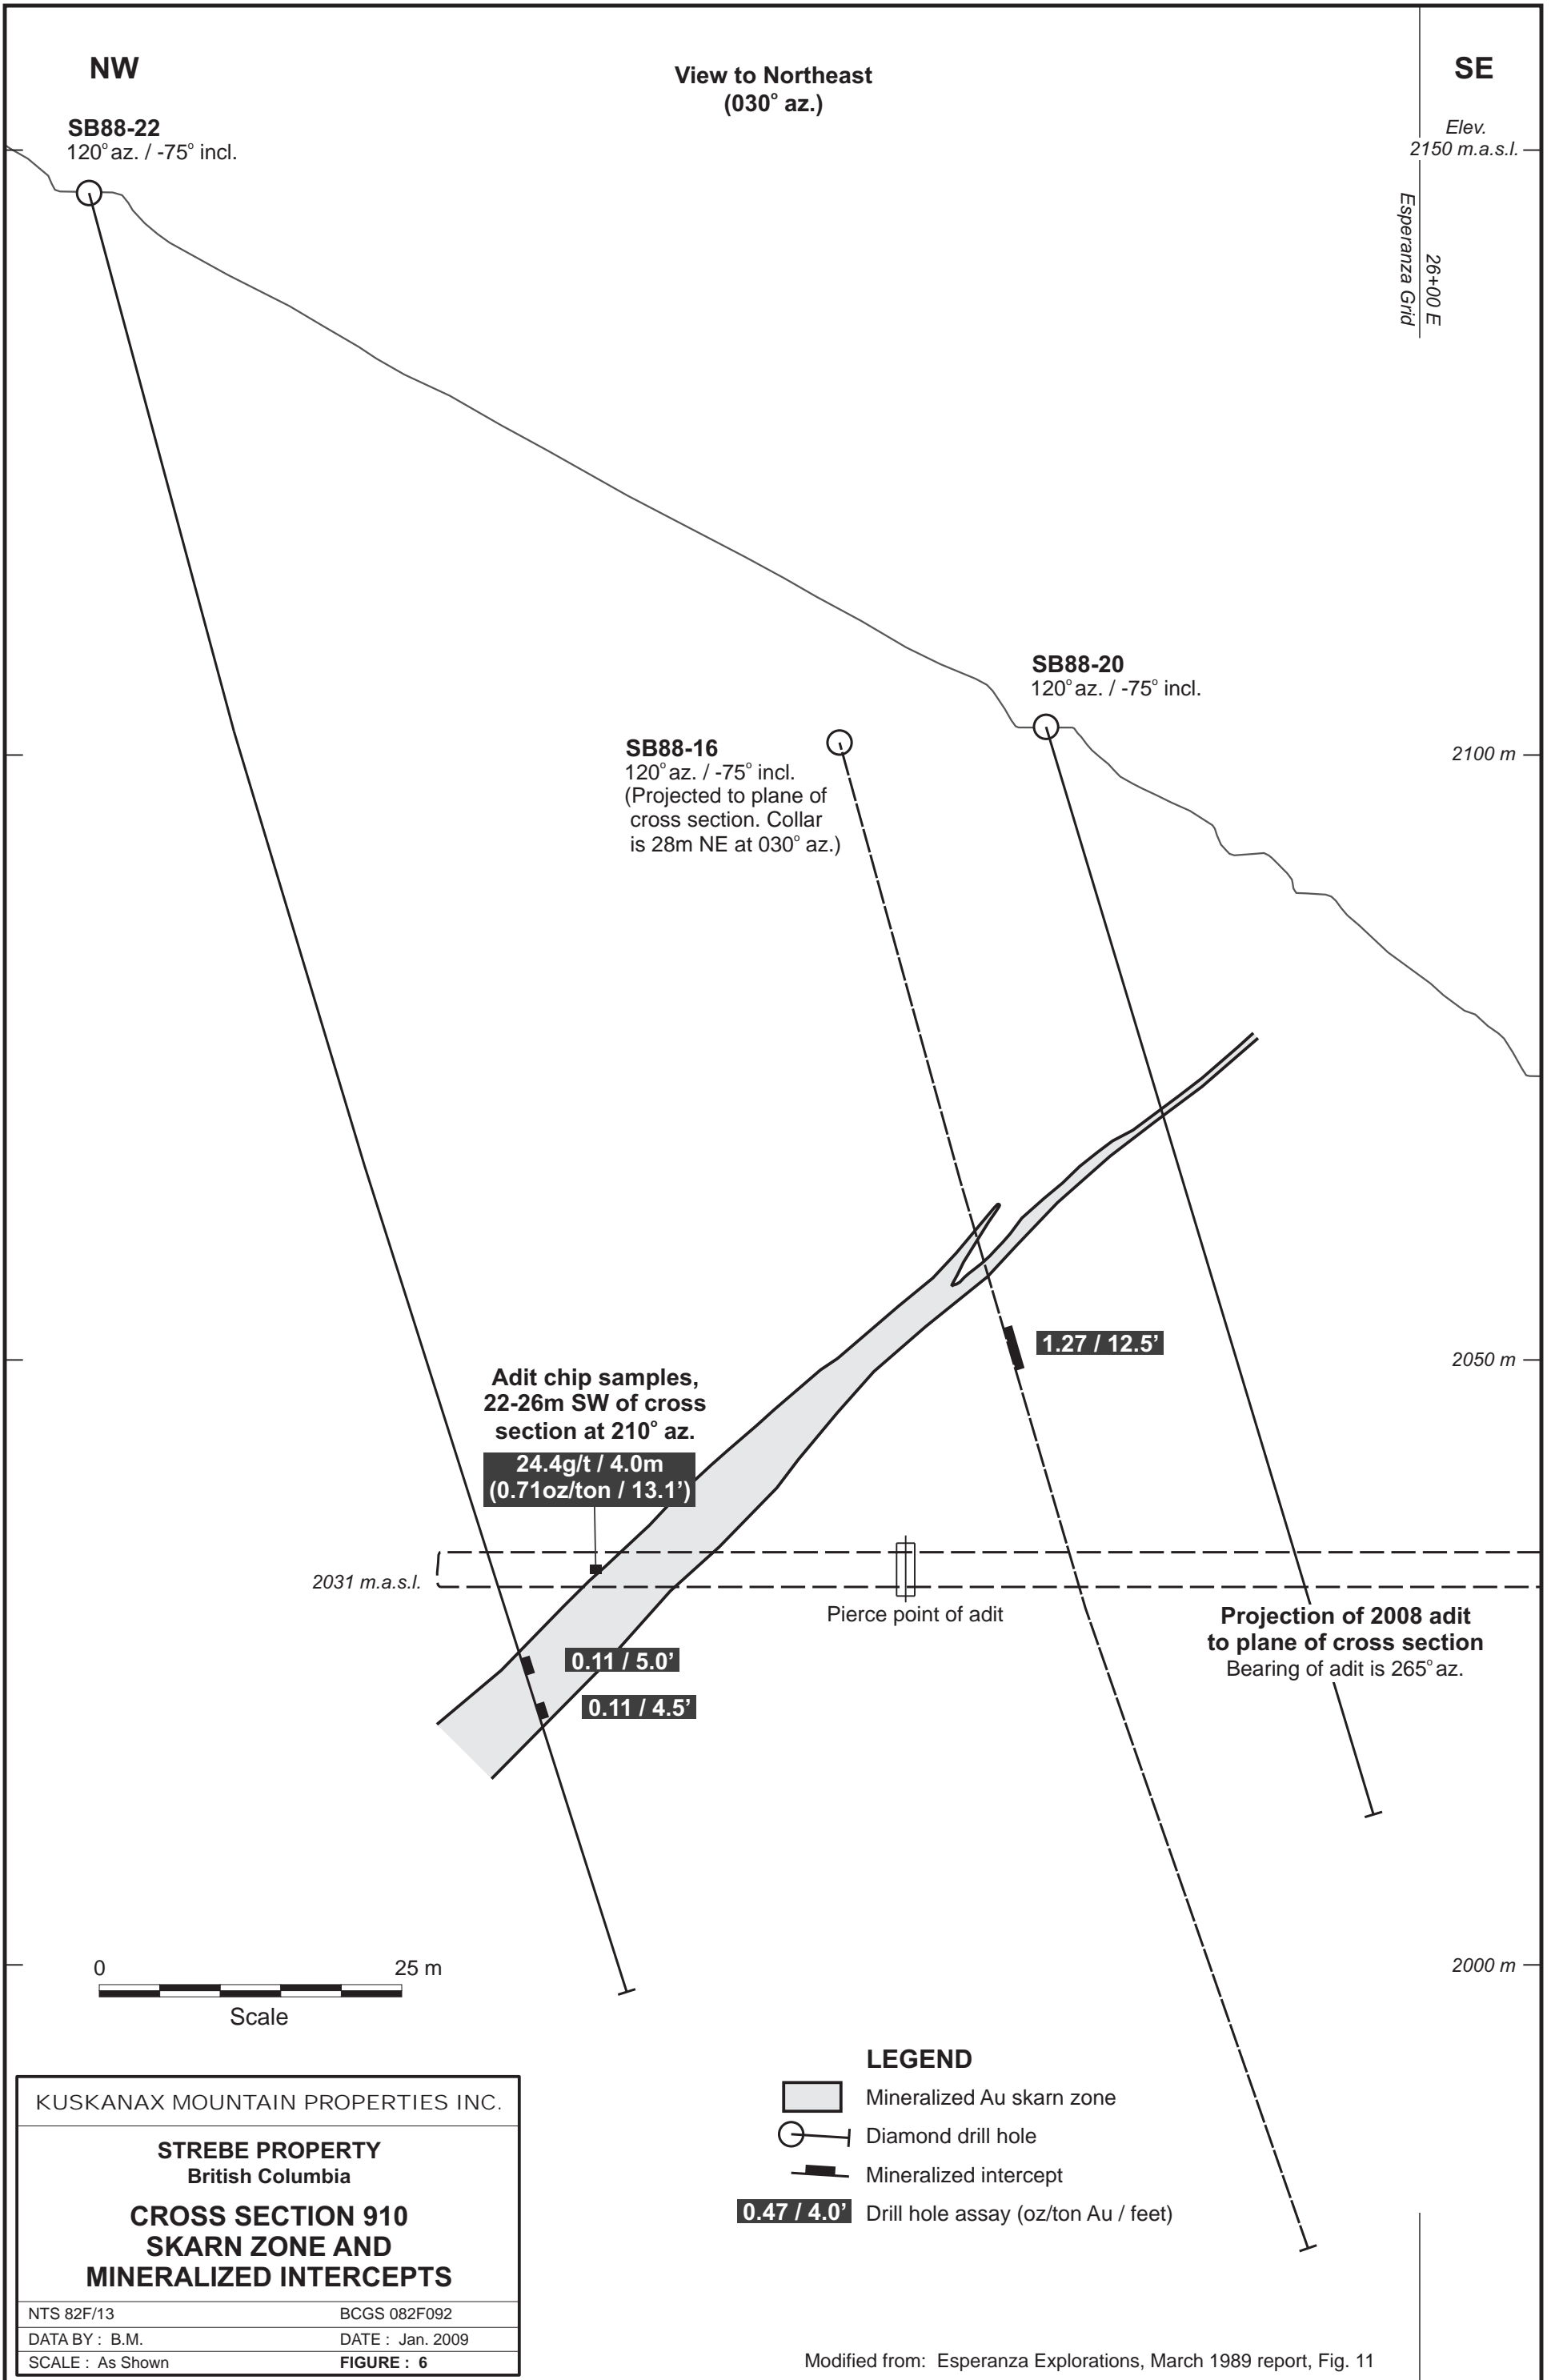 NW
View to Northeast
(030° az.)
SE
SB88-22
120° az. / -75° incl.
Elev.
2150 m.a.s.l.
Esperanza Grid
26+00 E
SB88-20
120° az. / -75° incl.
SB88-16
120° az. / -75° incl.
(Projected to plane of
cross section. Collar
is 28m NE at 030° az.)
2100 m
1.27 / 12.5’
2050 m
Adit chip samples,
22-26m SW of cross
section at 210° az.
24.4g/t / 4.0m
(0.71oz/ton / 13.1’)
2031 m.a.s.l.
Pierce point of adit
Projection of 2008 adit
to plane of cross section
Bearing of adit is 265° az.
0.11 / 5.0’
0.11 / 4.5’
0 25 m
Scale
2000 m
LEGEND
Mineralized Au skarn zone
Diamond drill hole
Mineralized intercept
0.47 / 4.0’ Drill hole assay (oz/ton Au / feet)
KUSKANAX MOUNTAIN PROPERTIES INC.
STREBE PROPERTY
British Columbia
CROSS SECTION 910
SKARN ZONE AND
MINERALIZED INTERCEPTS
NTS 82F/13 BCGS 082F092
DATA BY : B.M. DATE : Jan. 2009
SCALE : As Shown FIGURE : 6
Modified from: Esperanza Explorations, March 1989 report, Fig. 11